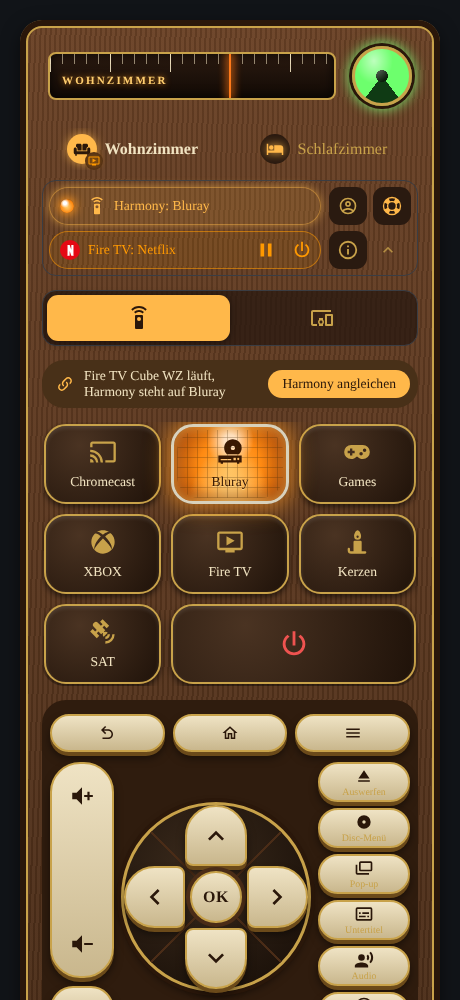 WOHNZIMMER
Wohnzimmer
Schlafzimmer
Harmony: Bluray
Fire TV: Netflix
Fire TV Cube WZ läuft,
Harmony steht auf Bluray
Harmony angleichen
Chromecast
Bluray
Games
XBOX
Fire TV
Kerzen
SAT
Auswerfen
Disc-Menü
Pop-up
OK
Untertitel
Audio